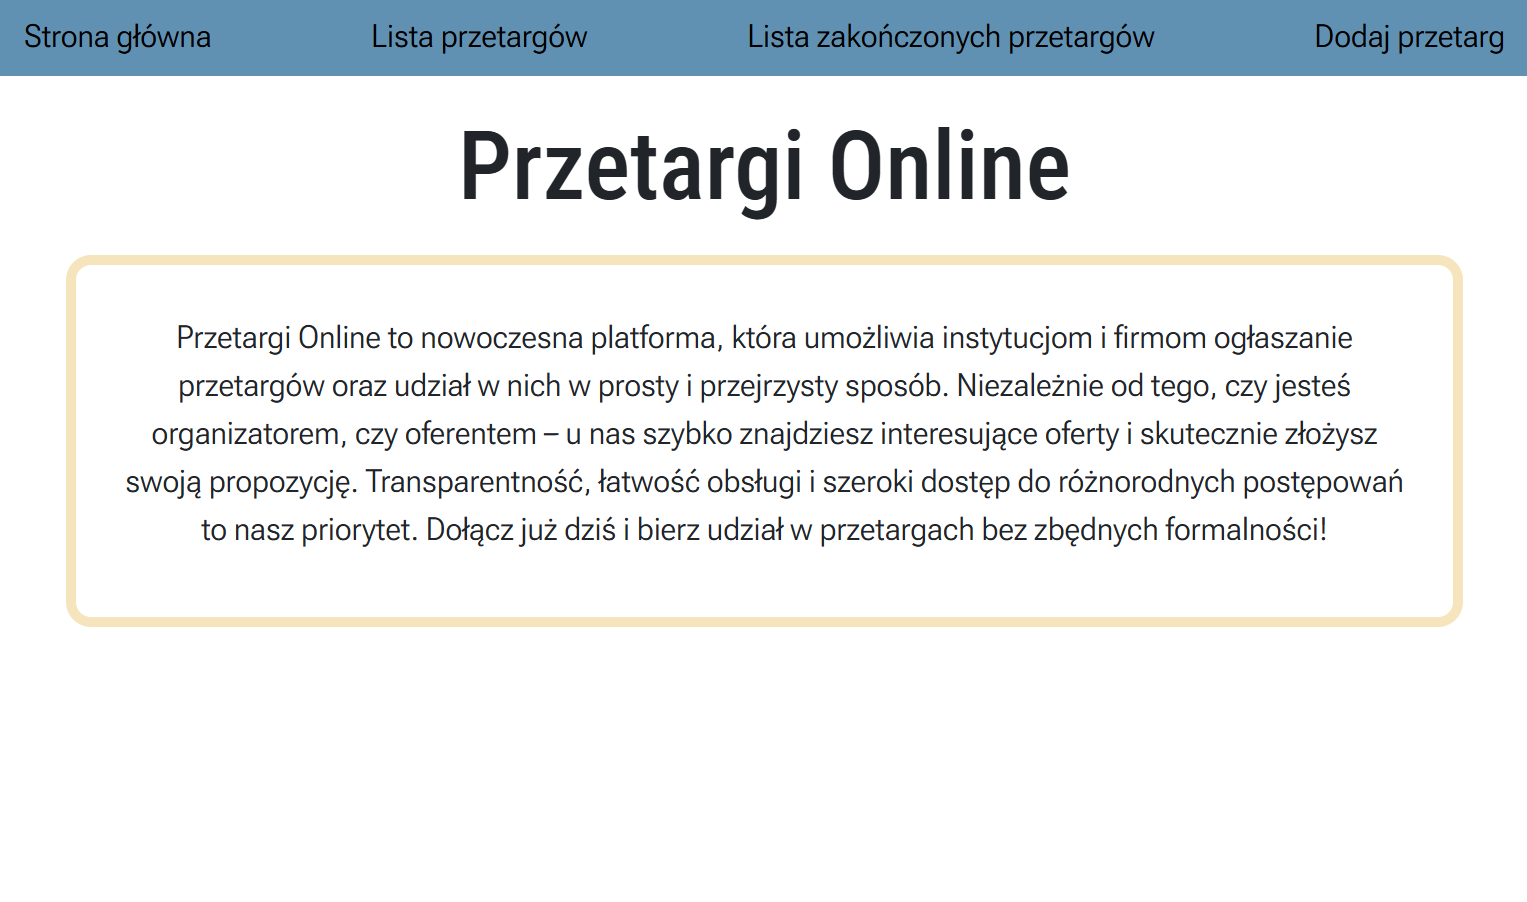 Strona główna Lista przetargów Lista zakończonych przetargów Dodaj przetarg
Przetargi Online
Przetargi Online to nowoczesna platforma, która umożliwia instytucjom i firmom ogłaszanie
przetargów oraz udział w nich w prosty i przejrzysty sposób. Niezależnie od tego, czy jesteś
organizatorem, czy oferentem – u nas szybko znajdziesz interesujące oferty i skutecznie złożysz
swoją propozycję. Transparentność, łatwość obsługi i szeroki dostęp do różnorodnych postępowań
to nasz priorytet. Dołącz już dziś i bierz udział w przetargach bez zbędnych formalności!